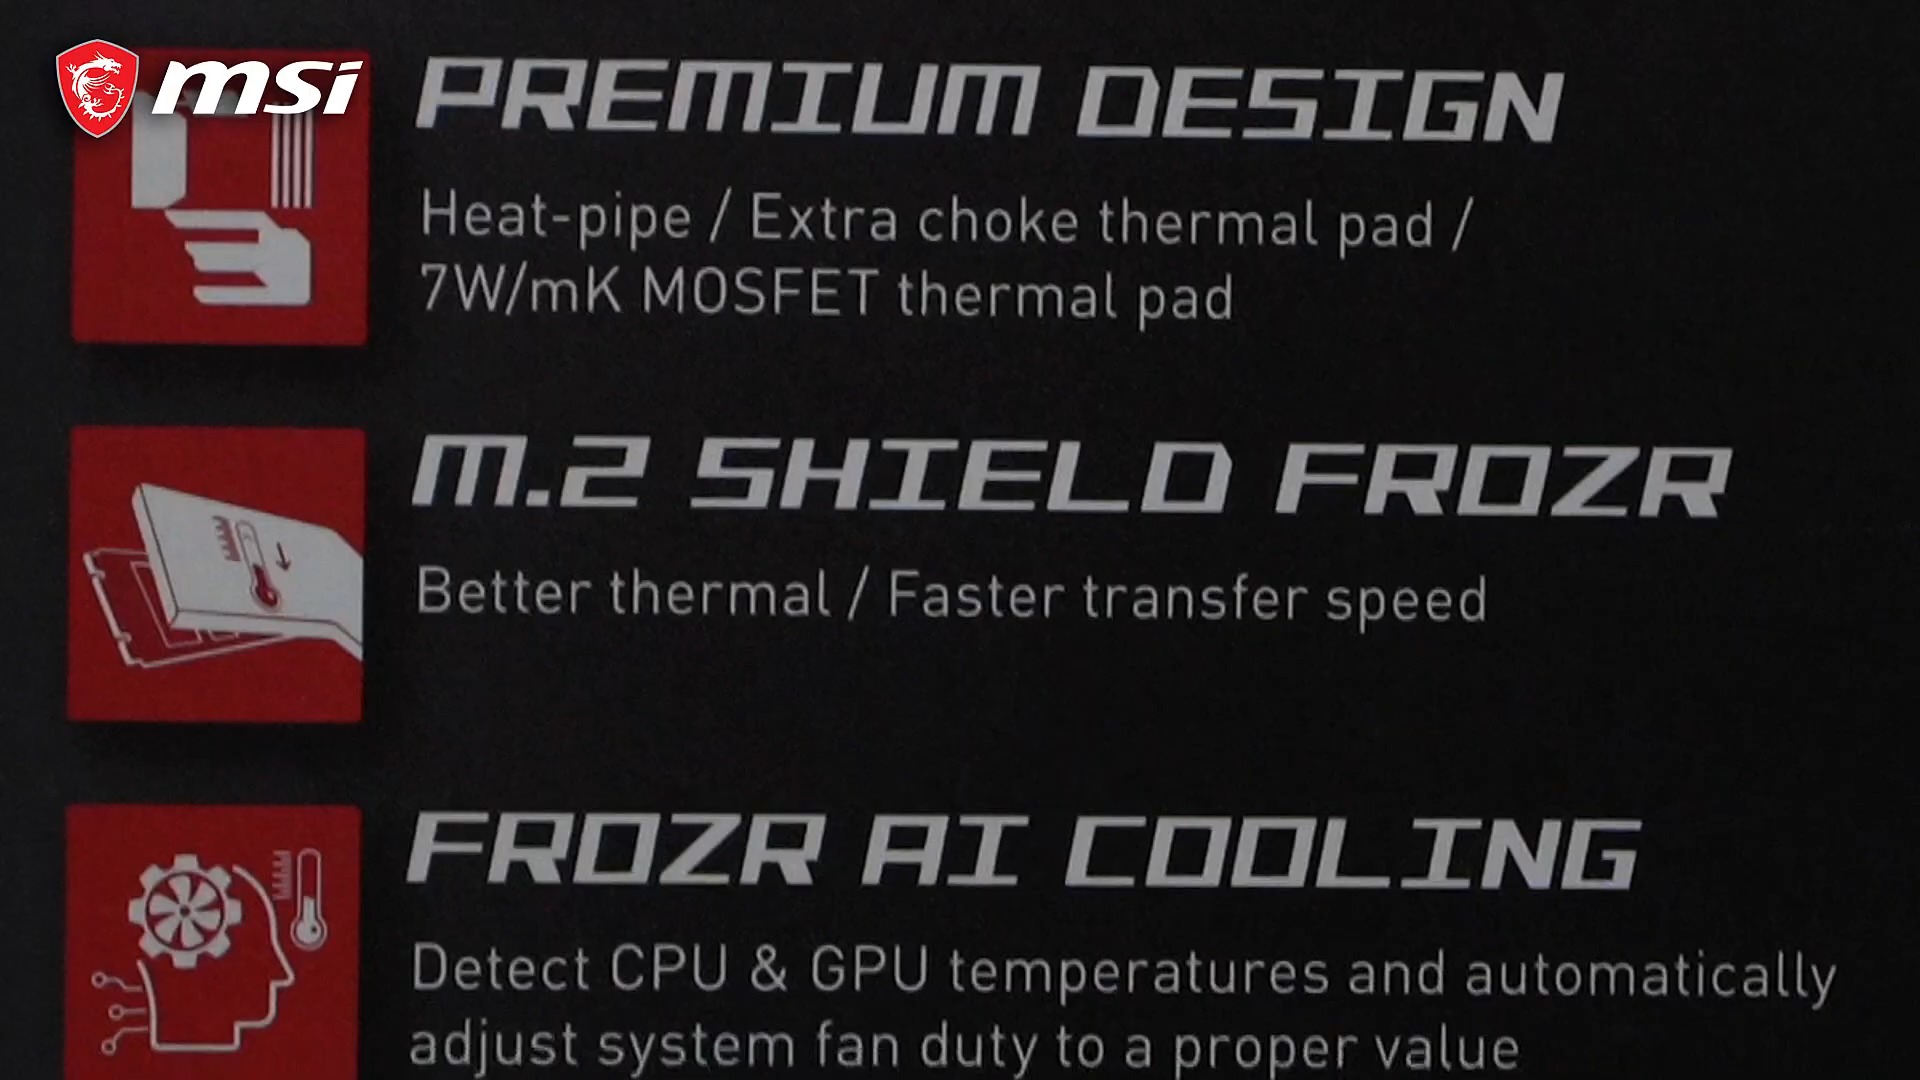 msi
PREMIUM DESIGN
Heat-pipe / Extra choke thermal pad /
7W/mK MOSFET thermal pad
M.2 SHIELD FROZR
Better thermal / Faster transfer speed
FROZR AI COOLING
Detect CPU & GPU temperatures and automatically
adjust system fan duty to a proper value